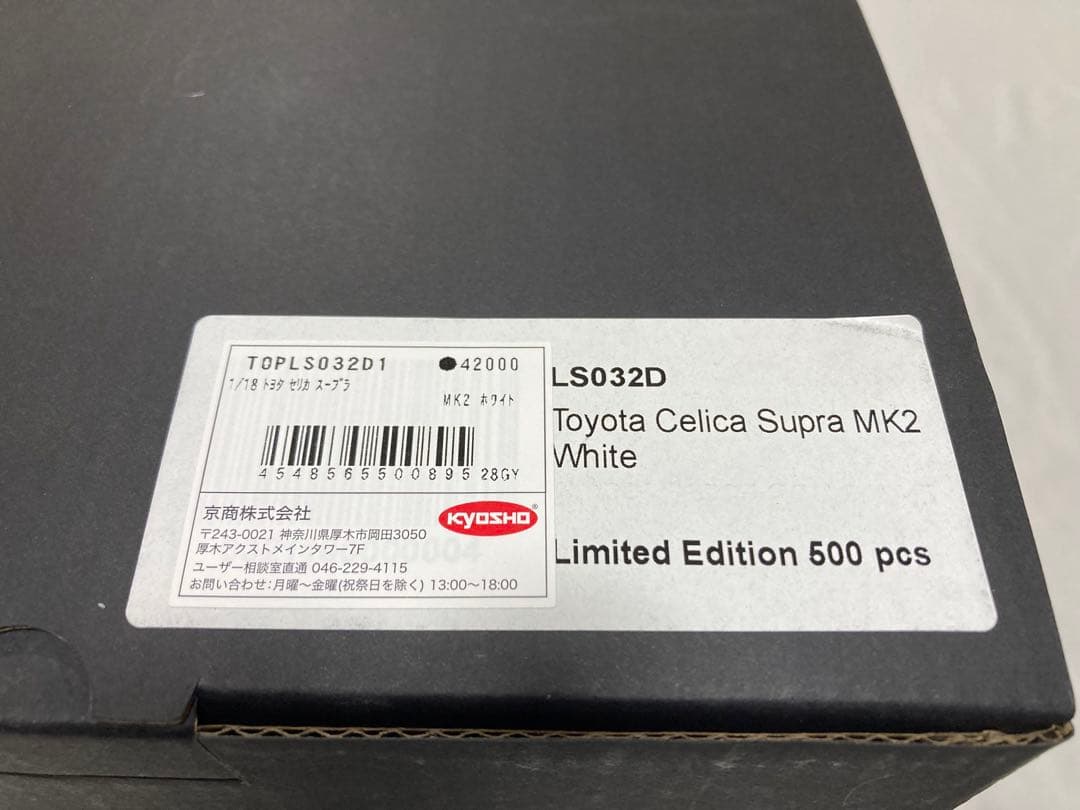 TOPLS032D1 ●42000
1/18 トヨタ セリカ スープラ
MK2 ホワイト
4548565500895 28GY
京商株式会社
KYOSHO®
〒243-0021 神奈川県厚木市岡田3050
厚木アクストメインタワー7F
ユーザー相談室直通 046-229-4115
お問い合わせ：月曜〜金曜(祝祭日を除く) 13:00〜18:00
LS032D
Toyota Celica Supra MK2
White
Limited Edition 500 pcs